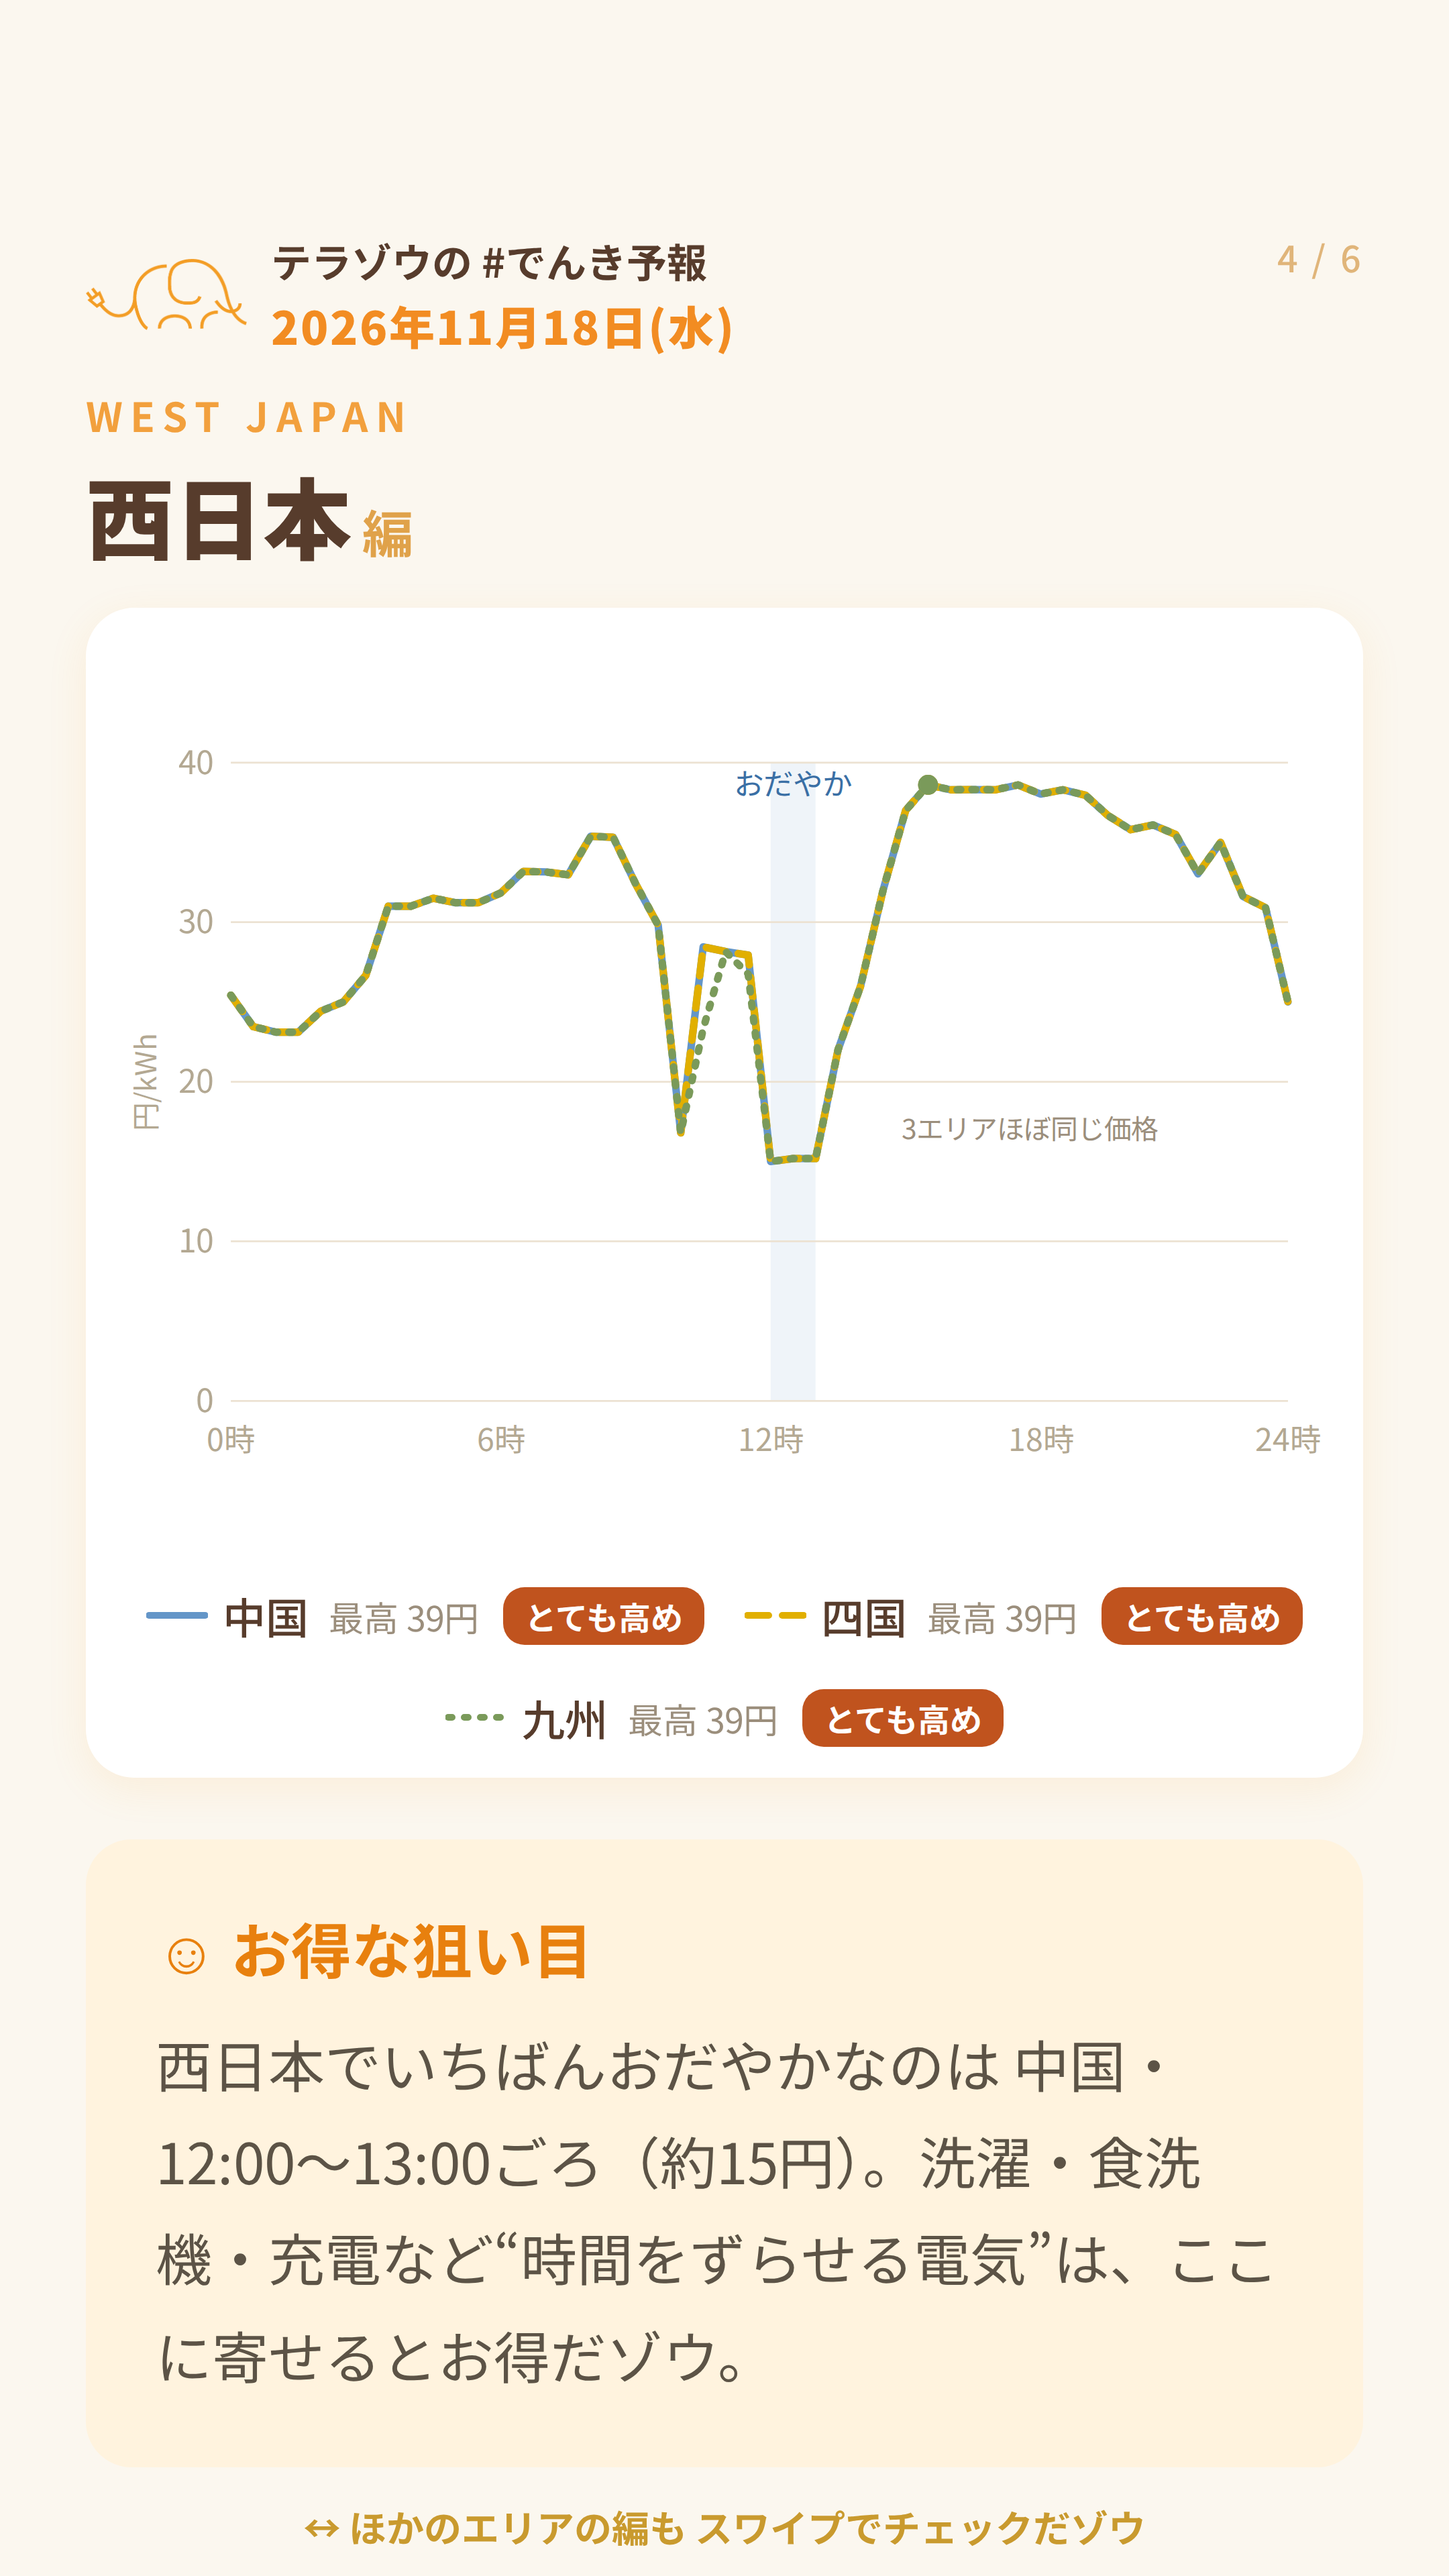 テラゾウの #でんき予報
2026年11月18日(水)
4 / 6
WEST JAPAN
西日本 編
40
おだやか
30
20
円/kWh
3エリアほぼ同じ価格
10
0
0時 6時 12時 18時 24時
中国 最高 39円 とても高め 四国 最高 39円 とても高め
九州 最高 39円 とても高め
☺ お得な狙い目
西日本でいちばんおだやかなのは 中国・
12:00〜13:00ごろ（約15円）。洗濯・食洗
機・充電など“時間をずらせる電気”は、ここ
に寄せるとお得だゾウ。
↔ ほかのエリアの編も スワイプでチェックだゾウ